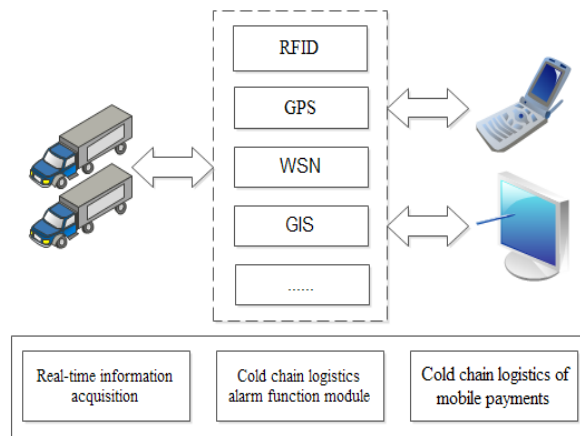 RFID
GPS
WSN
GIS
......
Real-time information
acquisition
Cold chain logistics
alarm function module
Cold chain logistics of
mobile payments